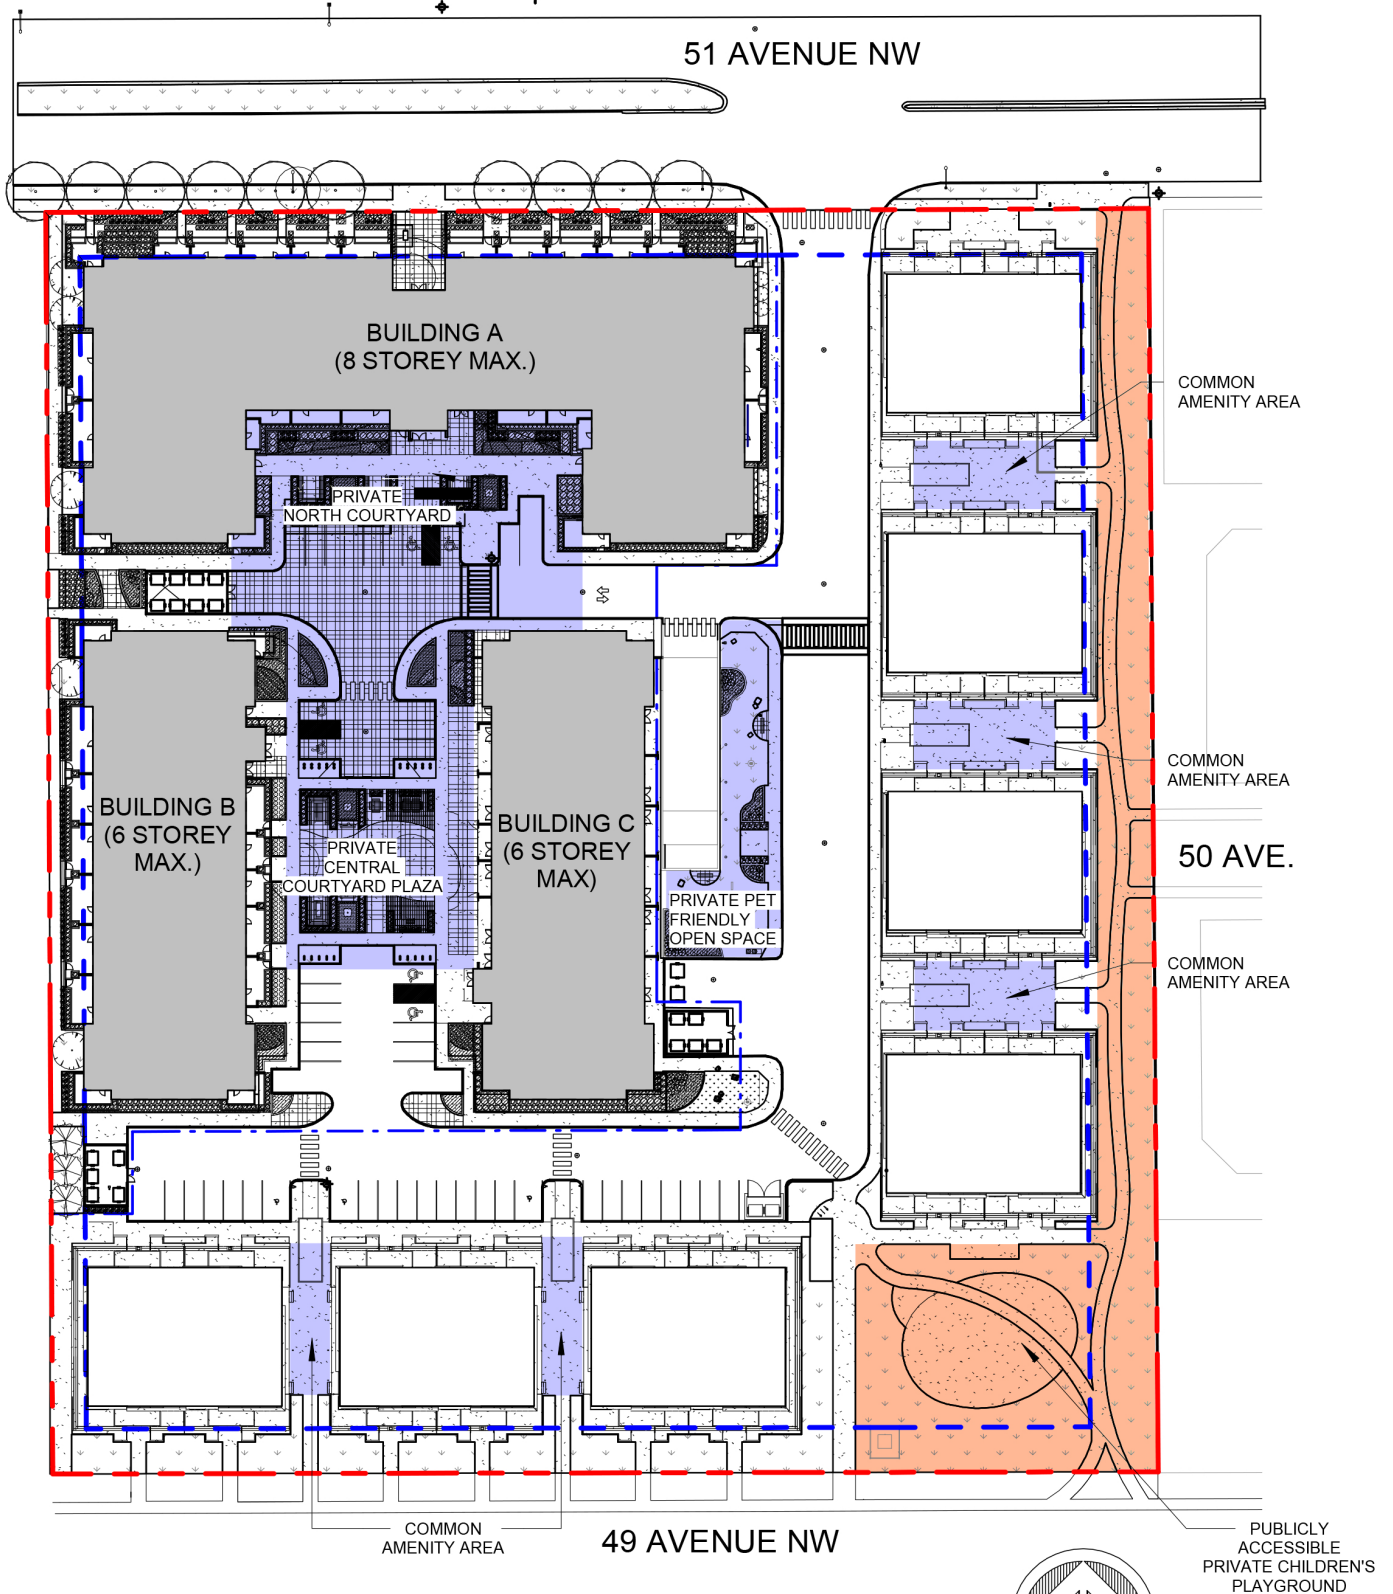 51 AVENUE NW
BUILDING A
(8 STOREY MAX.)
COMMON
AMENITY AREA
PRIVATE
NORTH COURTYARD
COMMON
AMENITY AREA
BUILDING B
(6 STOREY
MAX.)
PRIVATE
CENTRAL
COURTYARD PLAZA
BUILDING C
(6 STOREY
MAX)
50 AVE.
PRIVATE PET
FRIENDLY
OPEN SPACE
COMMON
AMENITY AREA
COMMON
AMENITY AREA
49 AVENUE NW
PUBLICLY
ACCESSIBLE
PRIVATE CHILDREN'S
PLAYGROUND